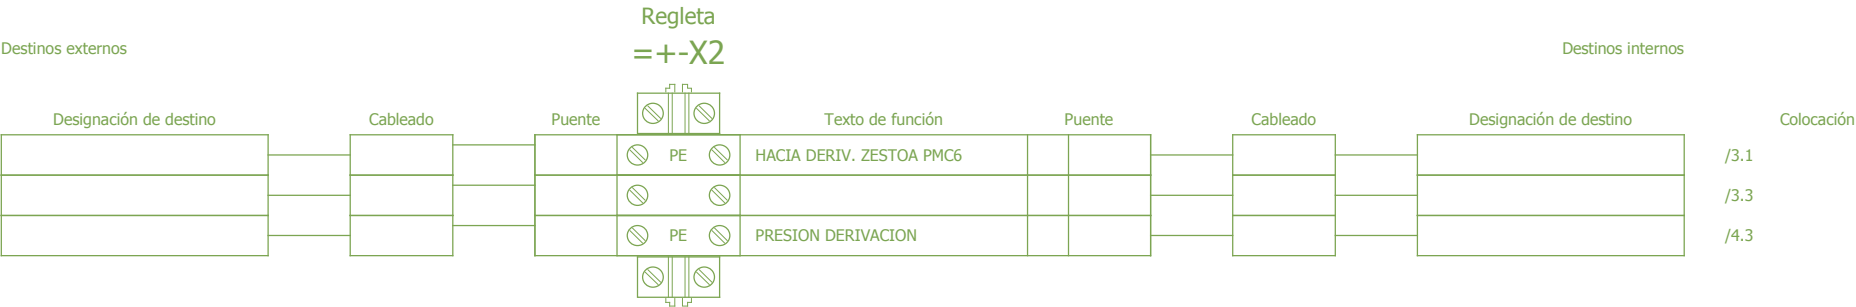 Regleta
Destinos externos
=+-X2
Destinos internos
Designación de destino
Cableado
Puente
Texto de función
Puente
Cableado
Designación de destino
Colocación
PE
HACIA DERIV. ZESTOA PMC6
/3.1
/3.3
PE
PRESION DERIVACION
/4.3